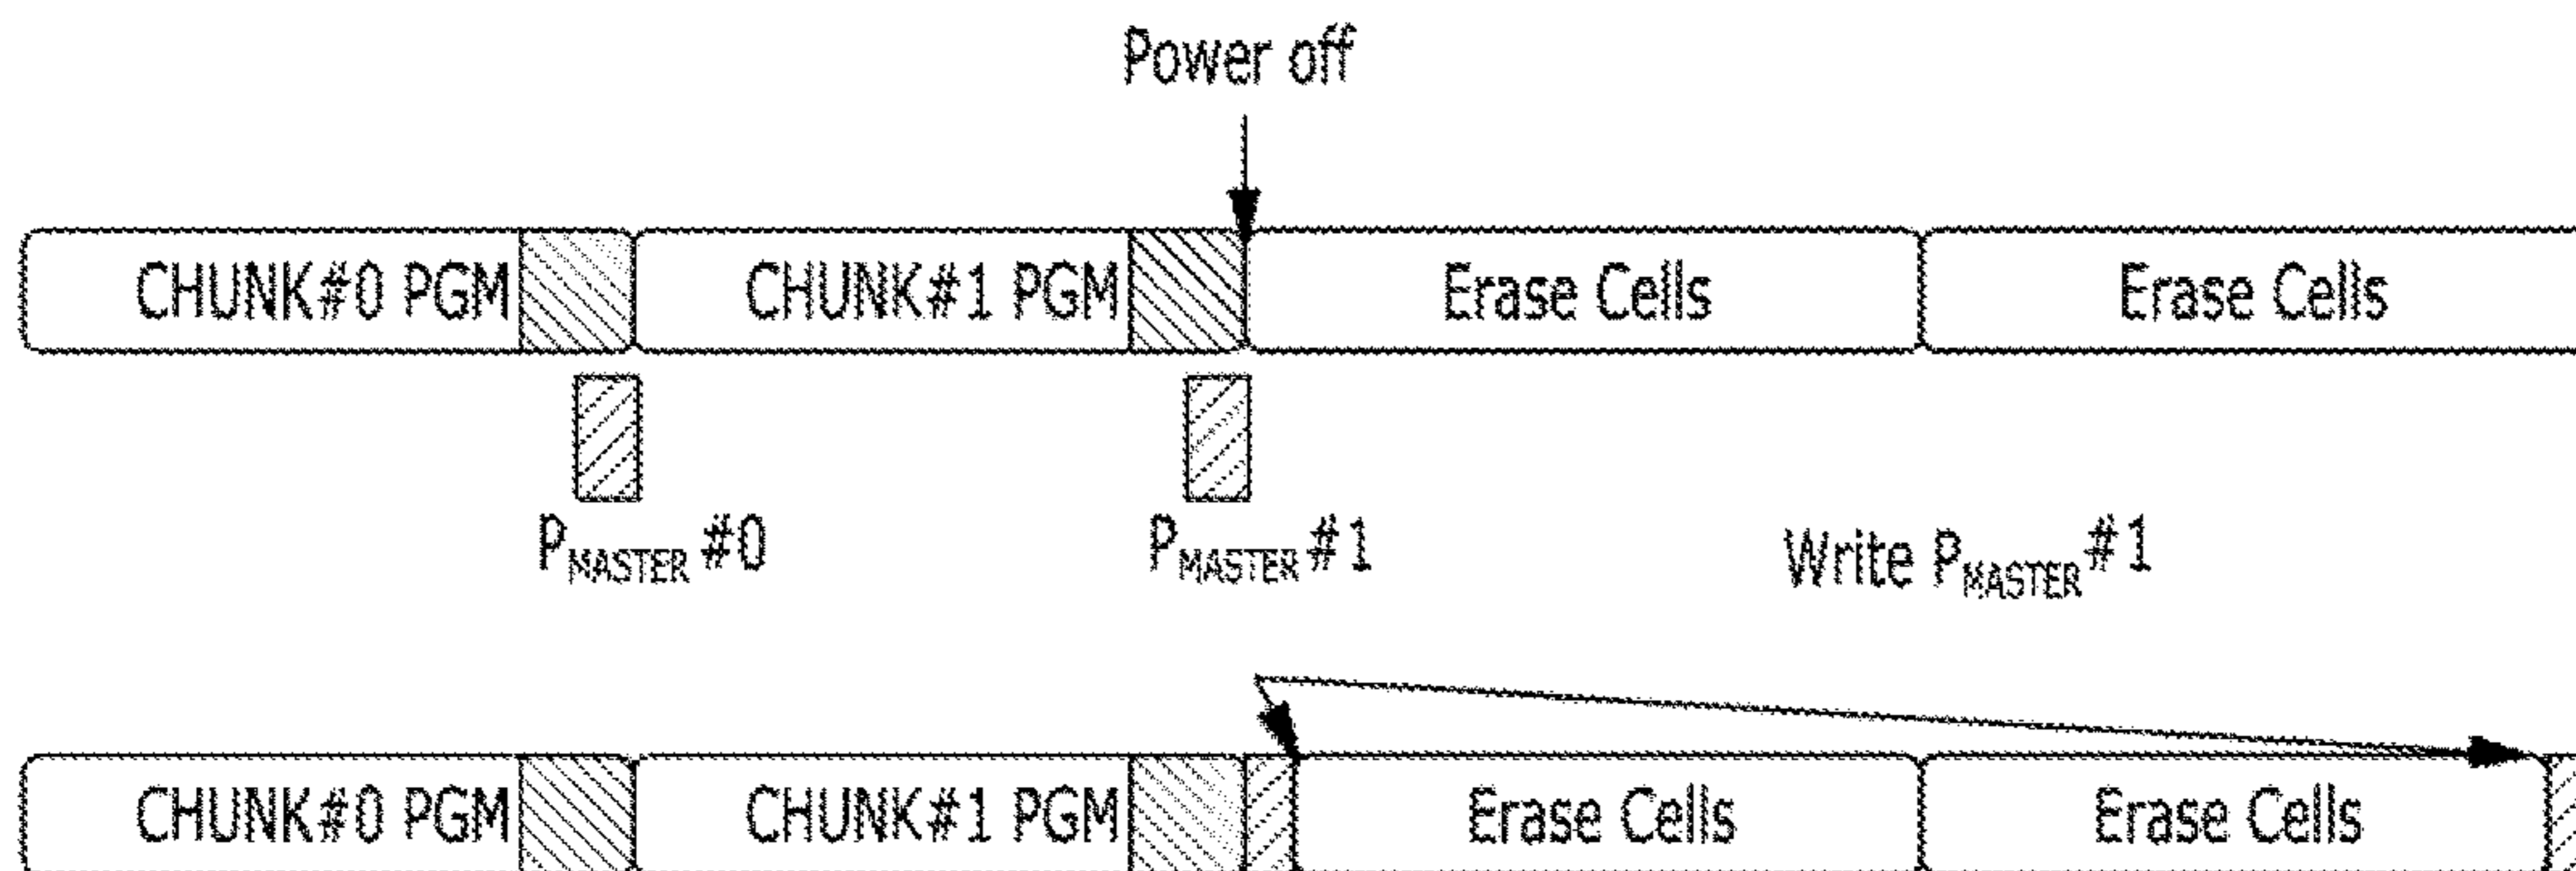 Power off
CHUNK#0 PGM CHUNK#1 PGM Erase Cells Erase Cells
PMASTER #0 PMASTER #1 Write PMASTER #1
CHUNK#0 PGM CHUNK#1 PGM Erase Cells Erase Cells